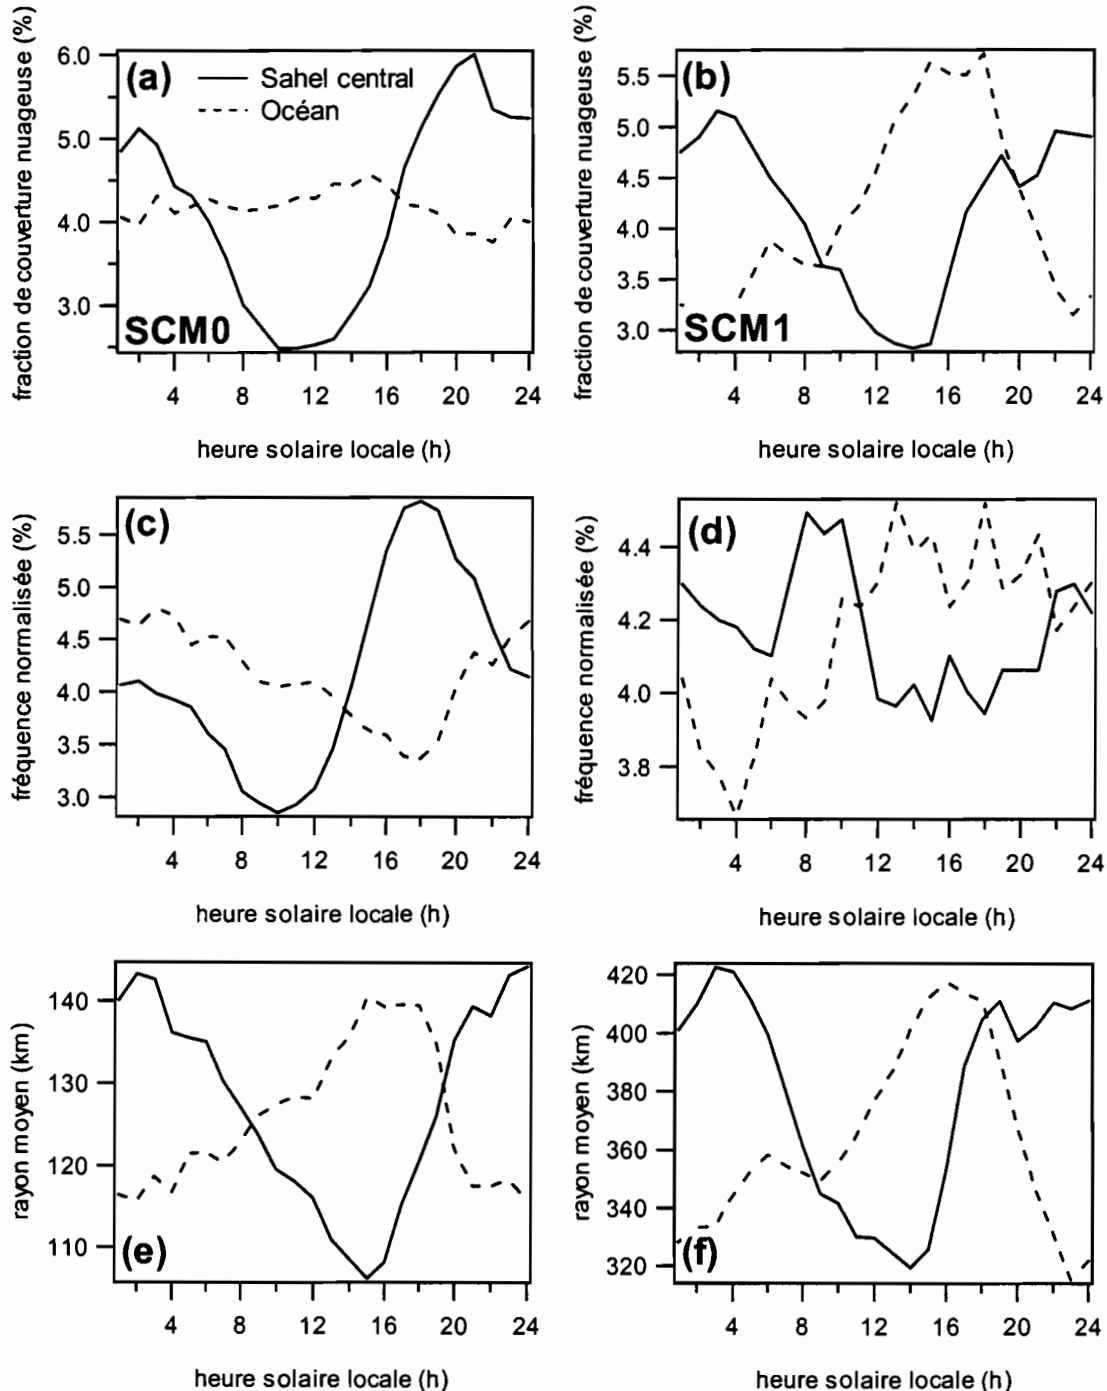 (a)
Sahel central
Océan
SCM0
fraction de couverture nuageuse (%)
6.0
5.0
4.0
3.0
4 8 12 16 20 24
heure solaire locale (h)
(b)
SCM1
fraction de couverture nuageuse (%)
5.5
5.0
4.5
4.0
3.5
3.0
4 8 12 16 20 24
heure solaire locale (h)
(c)
fréquence normalisée (%)
5.5
5.0
4.5
4.0
3.5
3.0
4 8 12 16 20 24
heure solaire locale (h)
(d)
fréquence normalisée (%)
4.4
4.2
4.0
3.8
4 8 12 16 20 24
heure solaire locale (h)
(e)
rayon moyen (km)
140
130
120
110
4 8 12 16 20 24
heure solaire locale (h)
(f)
rayon moyen (km)
420
400
380
360
340
320
4 8 12 16 20 24
heure solaire locale (h)